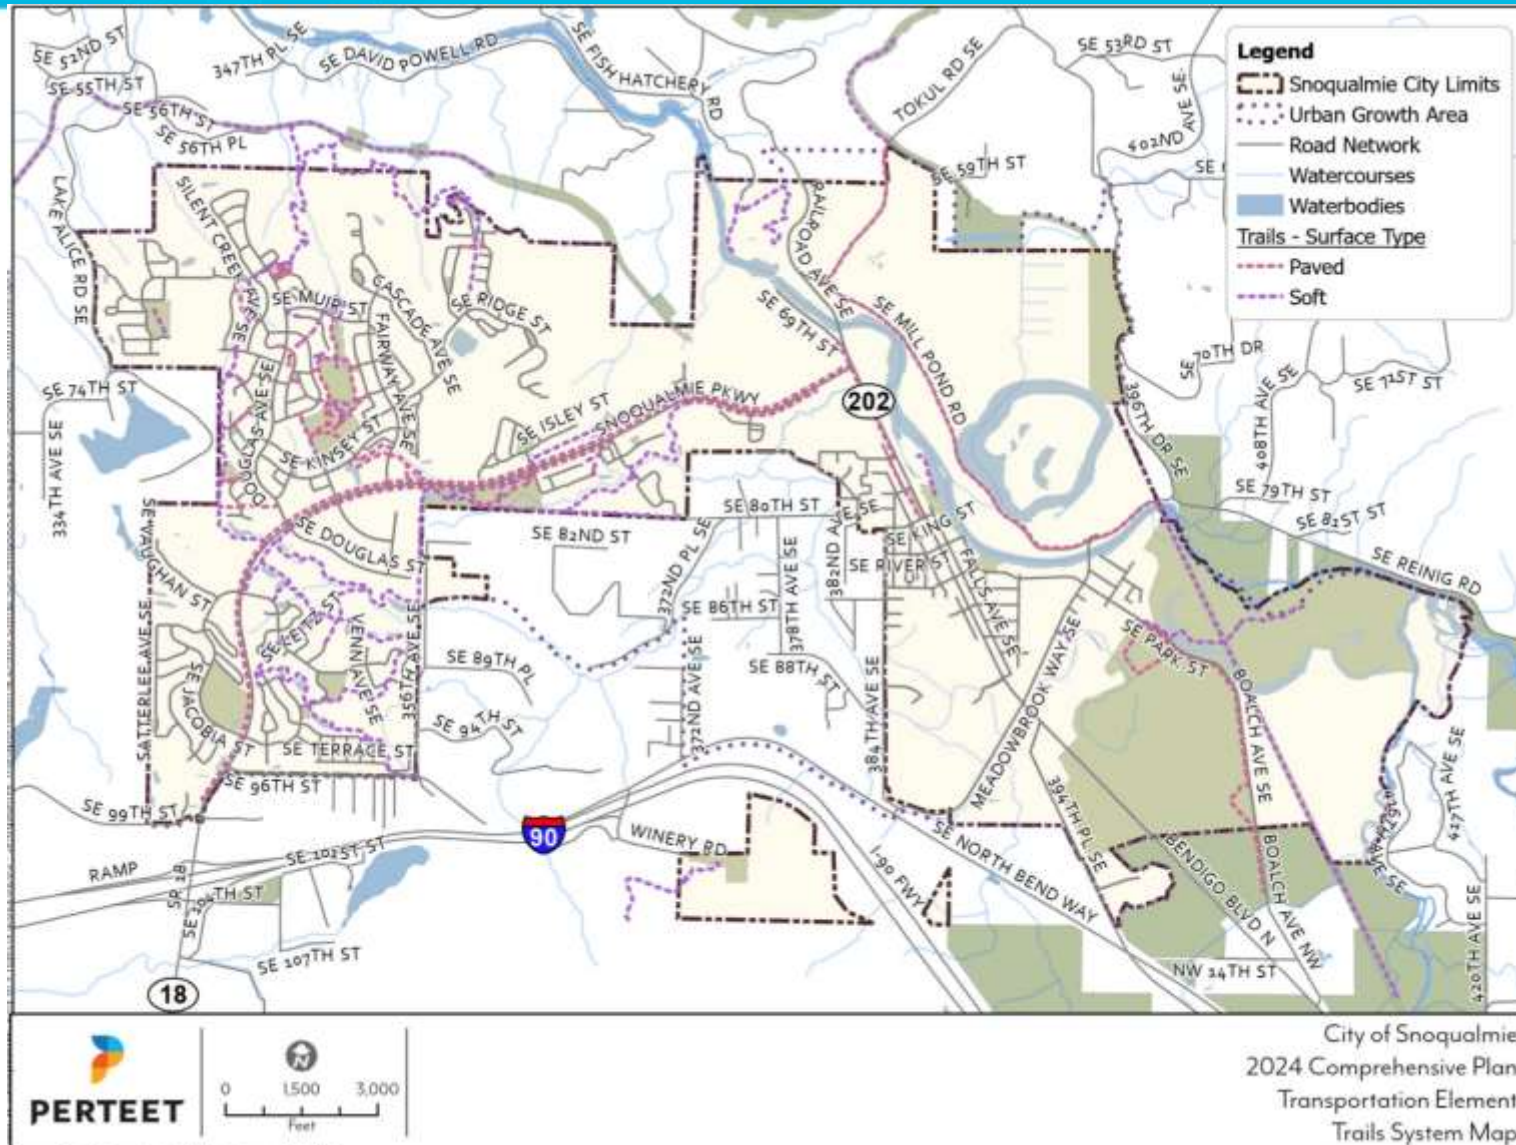 SE 52ND ST
347TH PL SE
SE DAVID POWELL RD
SE FISH HATCHERY RD
TOKUL RD SE
SE 53RD ST
402ND AVE SE
SE 55TH ST
SE 56TH ST
SE 56TH PL
SE 59TH ST
Legend
Snoqualmie City Limits
Urban Growth Area
Road Network
Watercourses
Waterbodies
Trails - Surface Type
Paved
Soft
LAKE ALICE RD SE
SILENT CREEK AVE SE
RAILROAD AVE SE
SE MUIR ST
CASCADE AVE SE
SE RIDGE ST
FAIRWAY AVE SE
SE 69TH ST
SE MILL POND RD
SE 70TH DR
SE 72ST ST
SE 74TH ST
DOUGLAS AVE SE
SE KINSEY ST
SE ISLEY ST
SNOQUALMIE PKWY
202
396TH DR SE
408TH AVE SE
334TH AVE SE
SE 79TH ST
SE 82ST ST
SE 80TH ST
SE KING ST
SE VAUGHAN ST
SE DOUGLAS ST
SE 82ND ST
372ND PL SE
378TH AVE SE
382ND AVE SE
SE RIVER S
FALLS AVE SE
SE REINIG RD
SE 86TH ST
SE LEITZ ST
VENN AVE SE
356TH AVE SE
SE 89TH PL
SE 88TH ST
SE PARK ST
SATTERLEE AVE SE
SE JACOBIA ST
SE TERRACE ST
SE 94TH ST
372ND AVE SE
384TH AVE SE
MEADOWBROOK WAY SE
BOALCH AVE SE
SE 96TH ST
SE 99TH ST
394TH PL SE
427TH AVE SE
90
WINERY RD
SE NORTH BEND WAY
BENDIGO BLVD N
BOALCH AVE NW
RAMP
SE 102ST ST
SR 18
SE 104TH ST
I-90 FWY
SE 107TH ST
NW 14TH ST
420TH AVE SE
18
PERTEET
N
0 1,500 3,000
Feet
City of Snoqualmie
2024 Comprehensive Plan
Transportation Element
Trails System Map